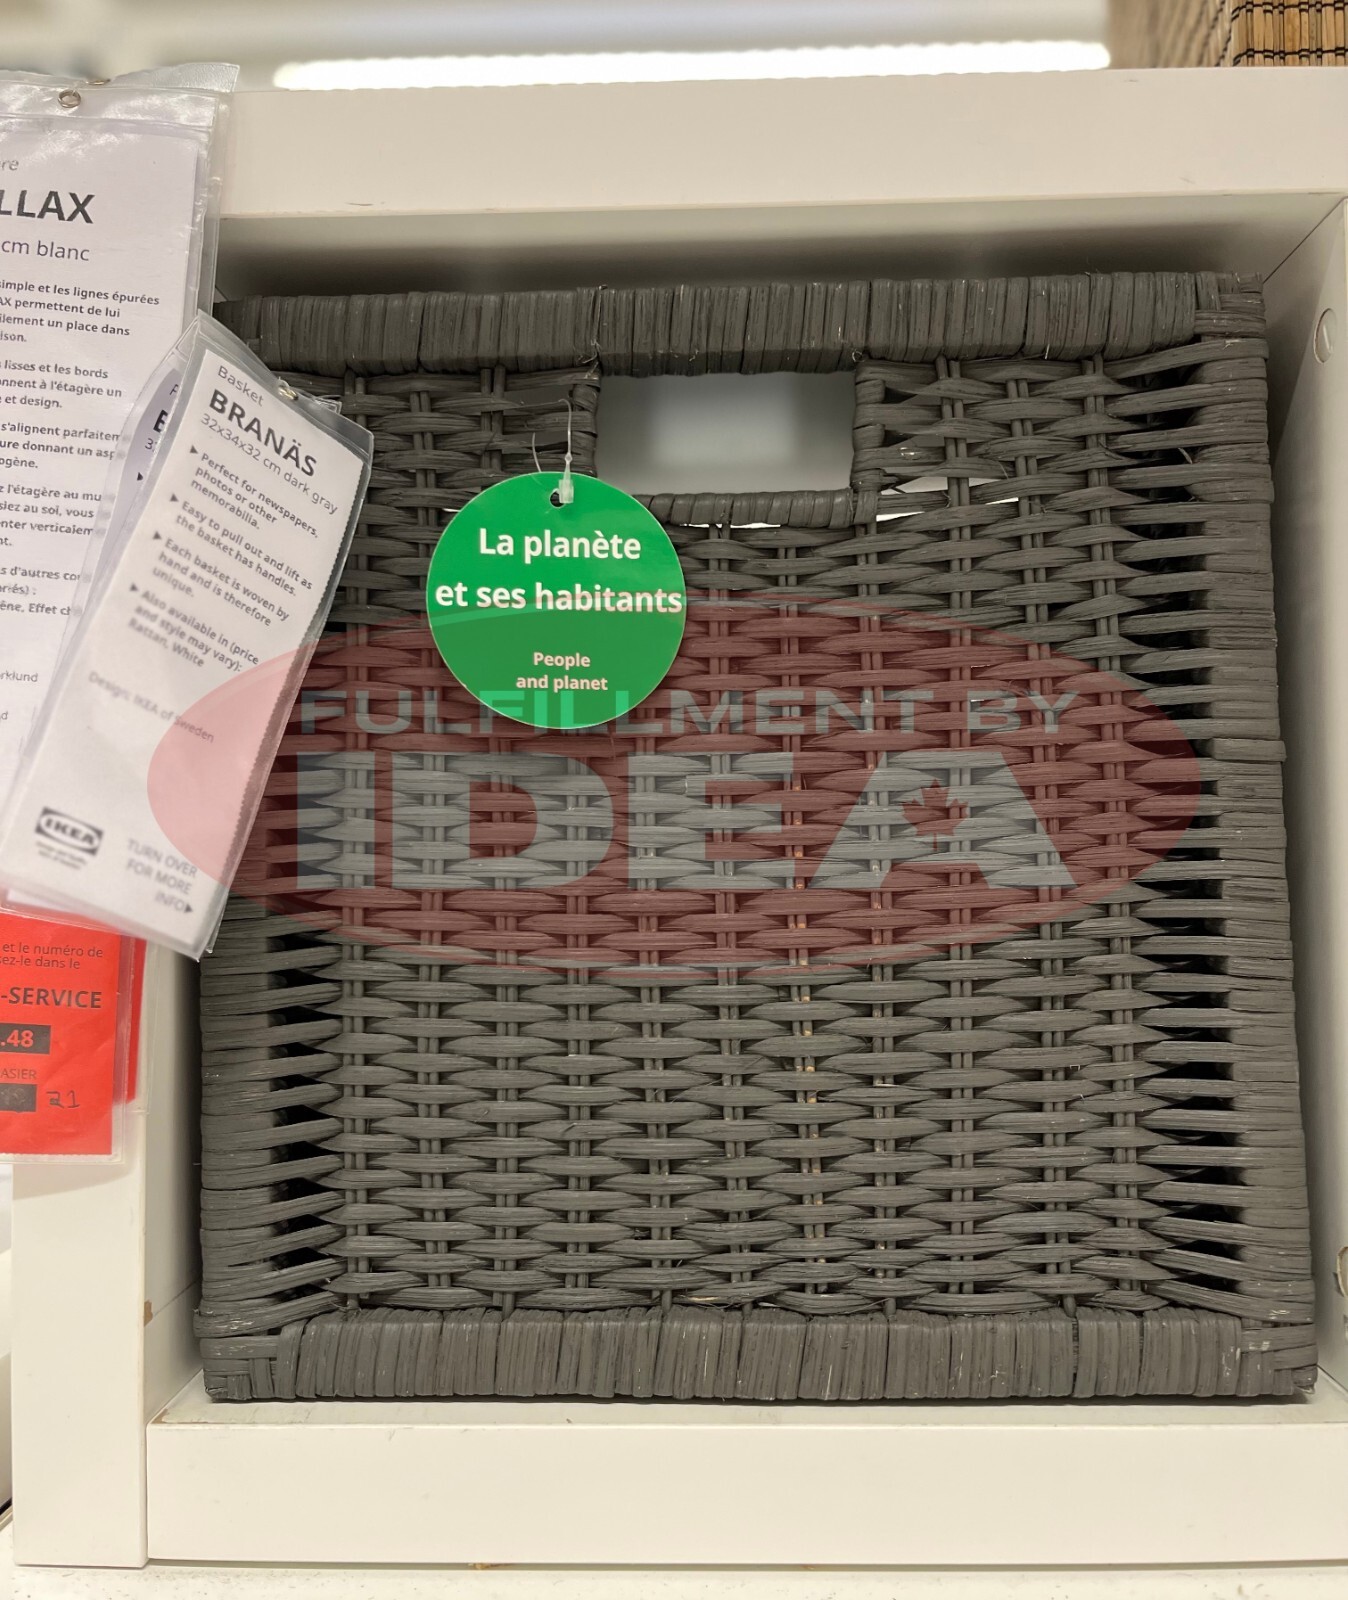 LLAX
cm blanc
simple et les lignes épurées
AX permettent de lui
ilement un place dans
ison.
lisses et les bords
nnent à l'étagère un
et design.
s'alignent parfaitem
ure donnant un asp
ogène.
z l'étagère au mu
siez au sol, vous
nter verticalem
nt.
s d'autres cou
ariés) :
êne, Effet ch
rklund
Basket
BRANÄS
32x34x32 cm dark gray
▸ Perfect for newspapers,
photos or other
memorabilia.
▸ Easy to pull out and lift as
the basket has handles.
▸ Each basket is woven by
hand and is therefore
unique.
▸ Also available in (price
and style may vary):
Rattan, White
Design: IKEA of Sweden
IKEA
TURN OVER
FOR MORE
INFO▸
La planète
et ses habitants
People
and planet
FULFILLMENT BY
IDEA
et le numéro de
ez-le dans le
-SERVICE
.48
ASIER
21